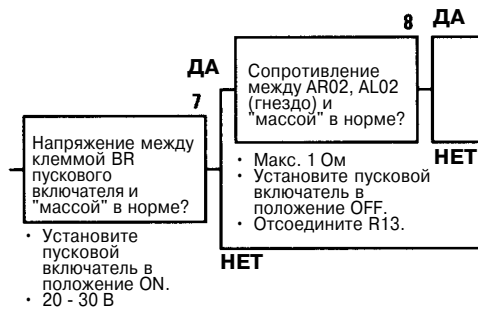 8
ДА
ДА
Сопротивление
между AR02, AL02
(гнездо) и
"массой" в норме?
7
НЕТ
Напряжение между
клеммой BR
пускового
включателя и
"массой" в норме?
• Макс. 1 Ом
• Установите пусковой
включатель в
положение OFF.
• Отсоедините R13.
• Установите
пусковой
включатель в
положение ON.
• 20 - 30 В
НЕТ